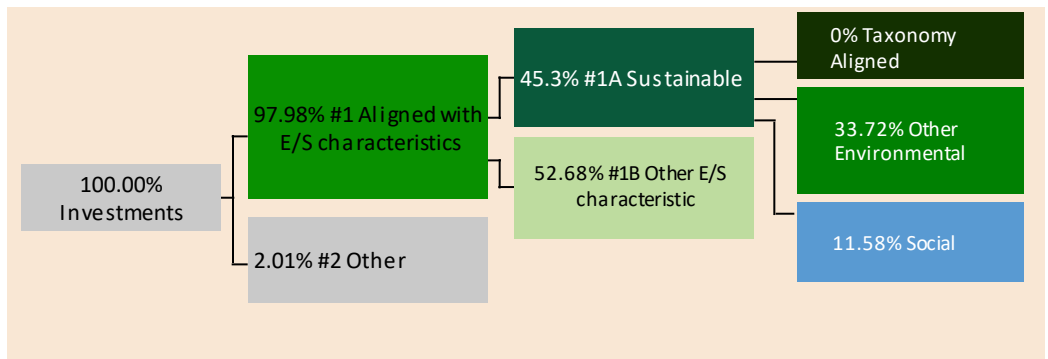 100.00%
Investments
97.98% #1 Aligned with
E/S characteristics
2.01% #2 Other
45.3% #1A Sustainable
52.68% #1B Other E/S
characteristic
0% Taxonomy
Aligned
33.72% Other
Environmental
11.58% Social